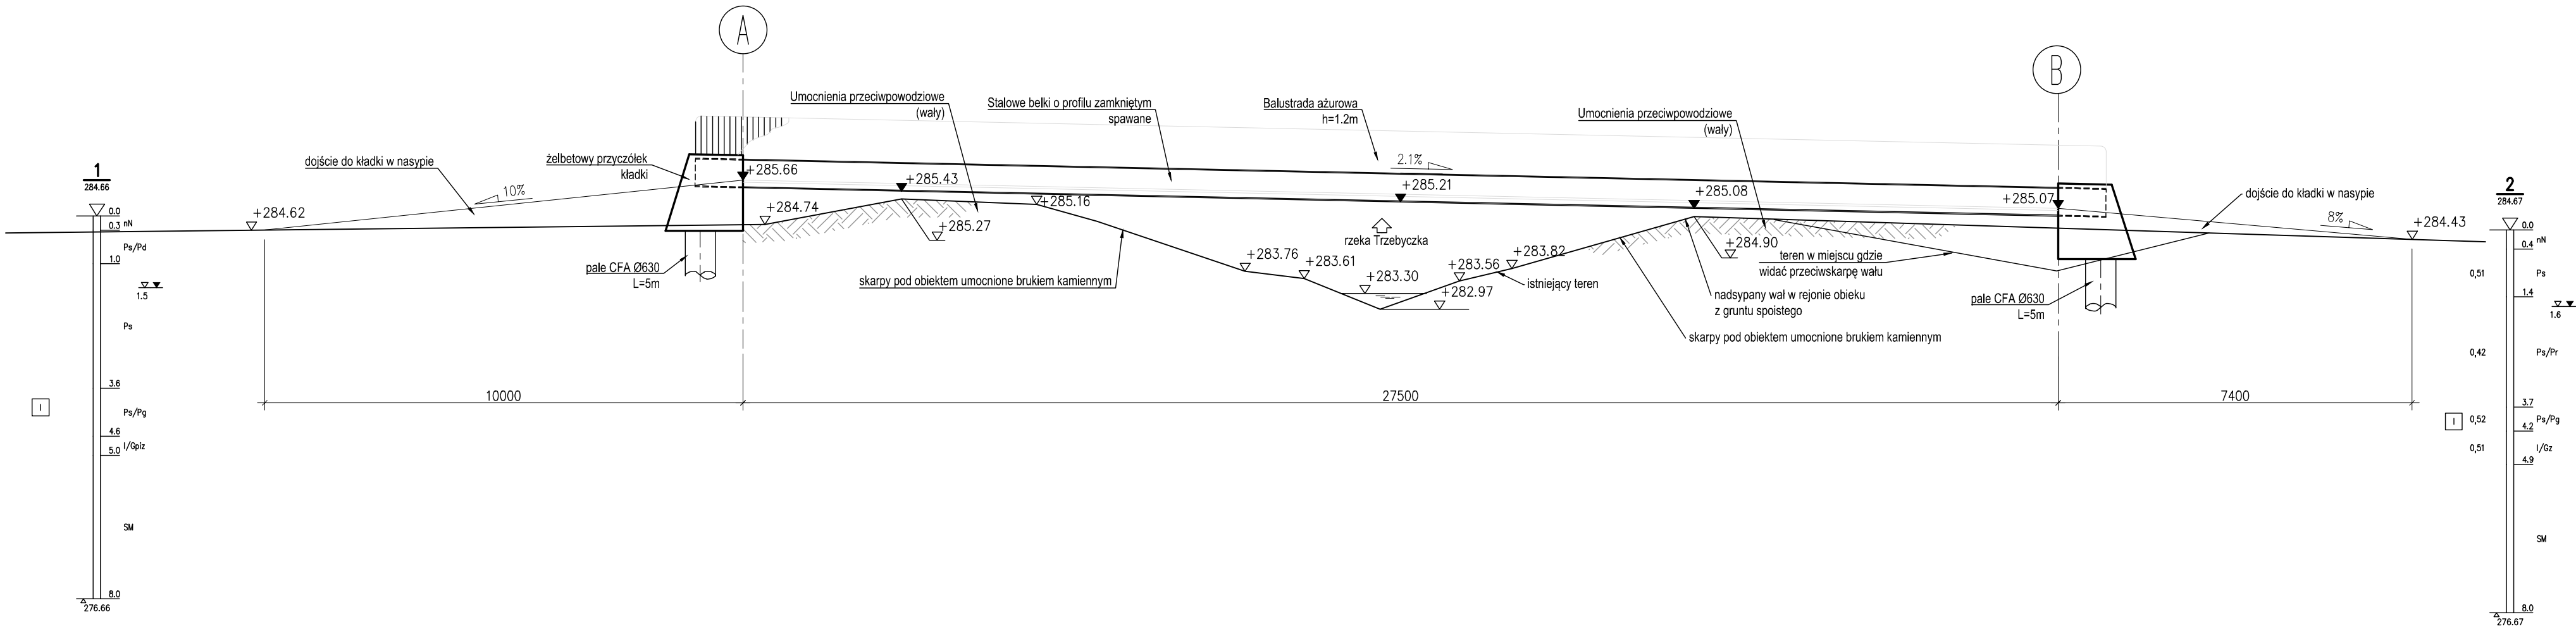 A
B
Umocnienia przeciwpowodziowe
(wały)
Stalowe belki o profilu zamkniętym
spawane
Balustrada ażurowa
h=1.2m
Umocnienia przeciwpowodziowe
(wały)
dojście do kładki w nasypie
żelbetowy przyczółek
kładki
2.1%
10%
+285.66
+285.43
+285.21
+285.08
+285.07
dojście do kładki w nasypie
8%
+284.62
+284.74
+285.27
+285.16
+284.90
+284.43
rzeka Trzebyczka
pale CFA Ø630
L=5m
skarpy pod obiektem umocnione brukiem kamiennym
+283.76
+283.61
+283.30
+282.97
+283.56
+283.82
istniejący teren
teren w miejscu gdzie
widać przeciwskarpę wału
nadsypany wał w rejonie obieku
z gruntu spoistego
skarpy pod obiektem umocnione brukiem kamiennym
pale CFA Ø630
L=5m
10000
27500
7400
1
284.66
0.0
nN
0.3
Ps/Pd
1.0
1.5
Ps
3.6
I
Ps/Pg
4.6
I/Gpiz
5.0
SM
8.0
276.66
2
284.67
0.0
nN
0.4
0,51
Ps
1.4
1.6
0,42
Ps/Pr
3.7
I
0,52
Ps/Pg
4.2
0,51
I/Gz
4.9
SM
8.0
276.67